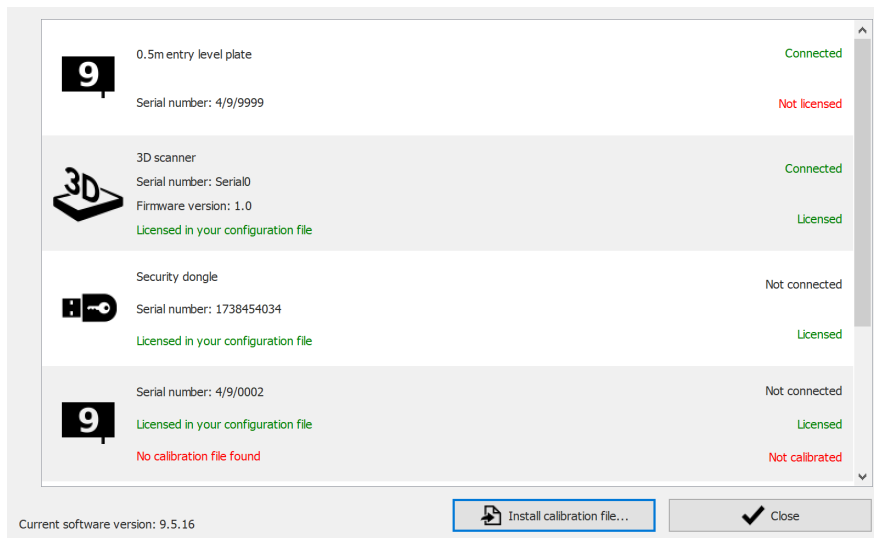 9
0.5m entry level plate
Connected
Serial number: 4/9/9999
Not licensed
3D
3D scanner
Connected
Serial number: Serial0
Firmware version: 1.0
Licensed
Licensed in your configuration file
Security dongle
Not connected
Serial number: 1738454034
Licensed
Licensed in your configuration file
9
Serial number: 4/9/0002
Not connected
Licensed in your configuration file
Licensed
No calibration file found
Not calibrated
Current software version: 9.5.16
Install calibration file...
Close